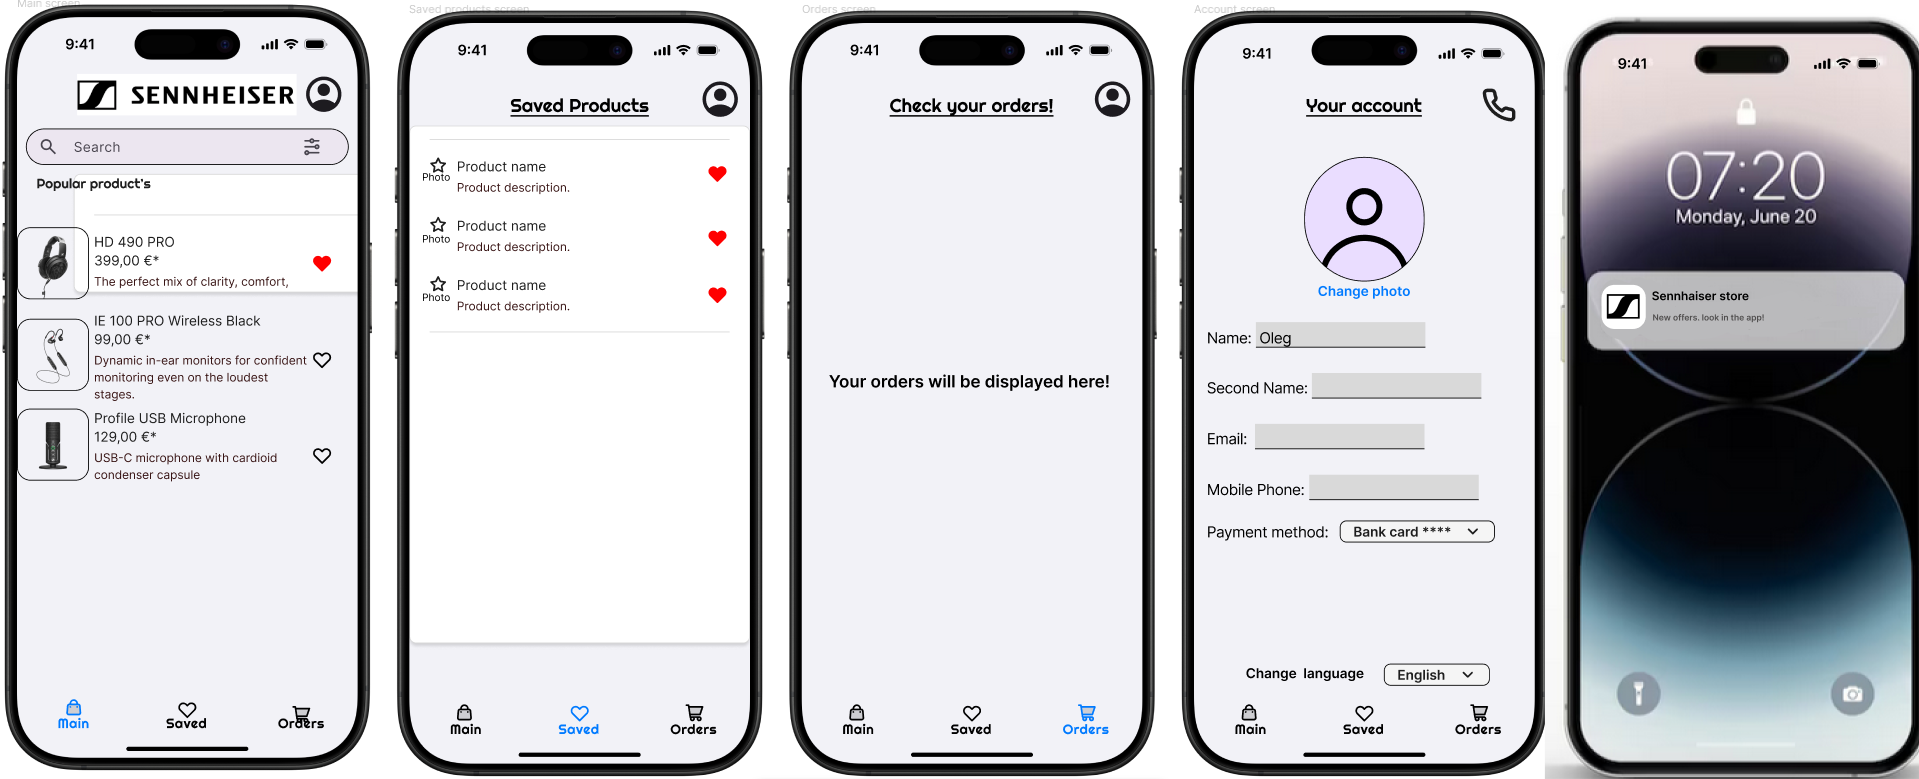 Main screen
9:41
SENNHEISER
Search
Popular product's
HD 490 PRO
399,00 €*
The perfect mix of clarity, comfort,
IE 100 PRO Wireless Black
99,00 €*
Dynamic in-ear monitors for confident
monitoring even on the loudest
stages.
Profile USB Microphone
129,00 €*
USB-C microphone with cardioid
condenser capsule
Main
Saved
Orders
Saved products screen
9:41
Saved Products
Photo
Product name
Product description.
Photo
Product name
Product description.
Photo
Product name
Product description.
Main
Saved
Orders
Orders screen
9:41
Check your orders!
Your orders will be displayed here!
Main
Saved
Orders
Account screen
9:41
Your account
Change photo
Name: Oleg
Second Name:
Email:
Mobile Phone:
Payment method: Bank card ****
Change language English
Main
Saved
Orders
9:41
07:20
Monday, June 20
Sennhaiser store
New offers. look in the app!